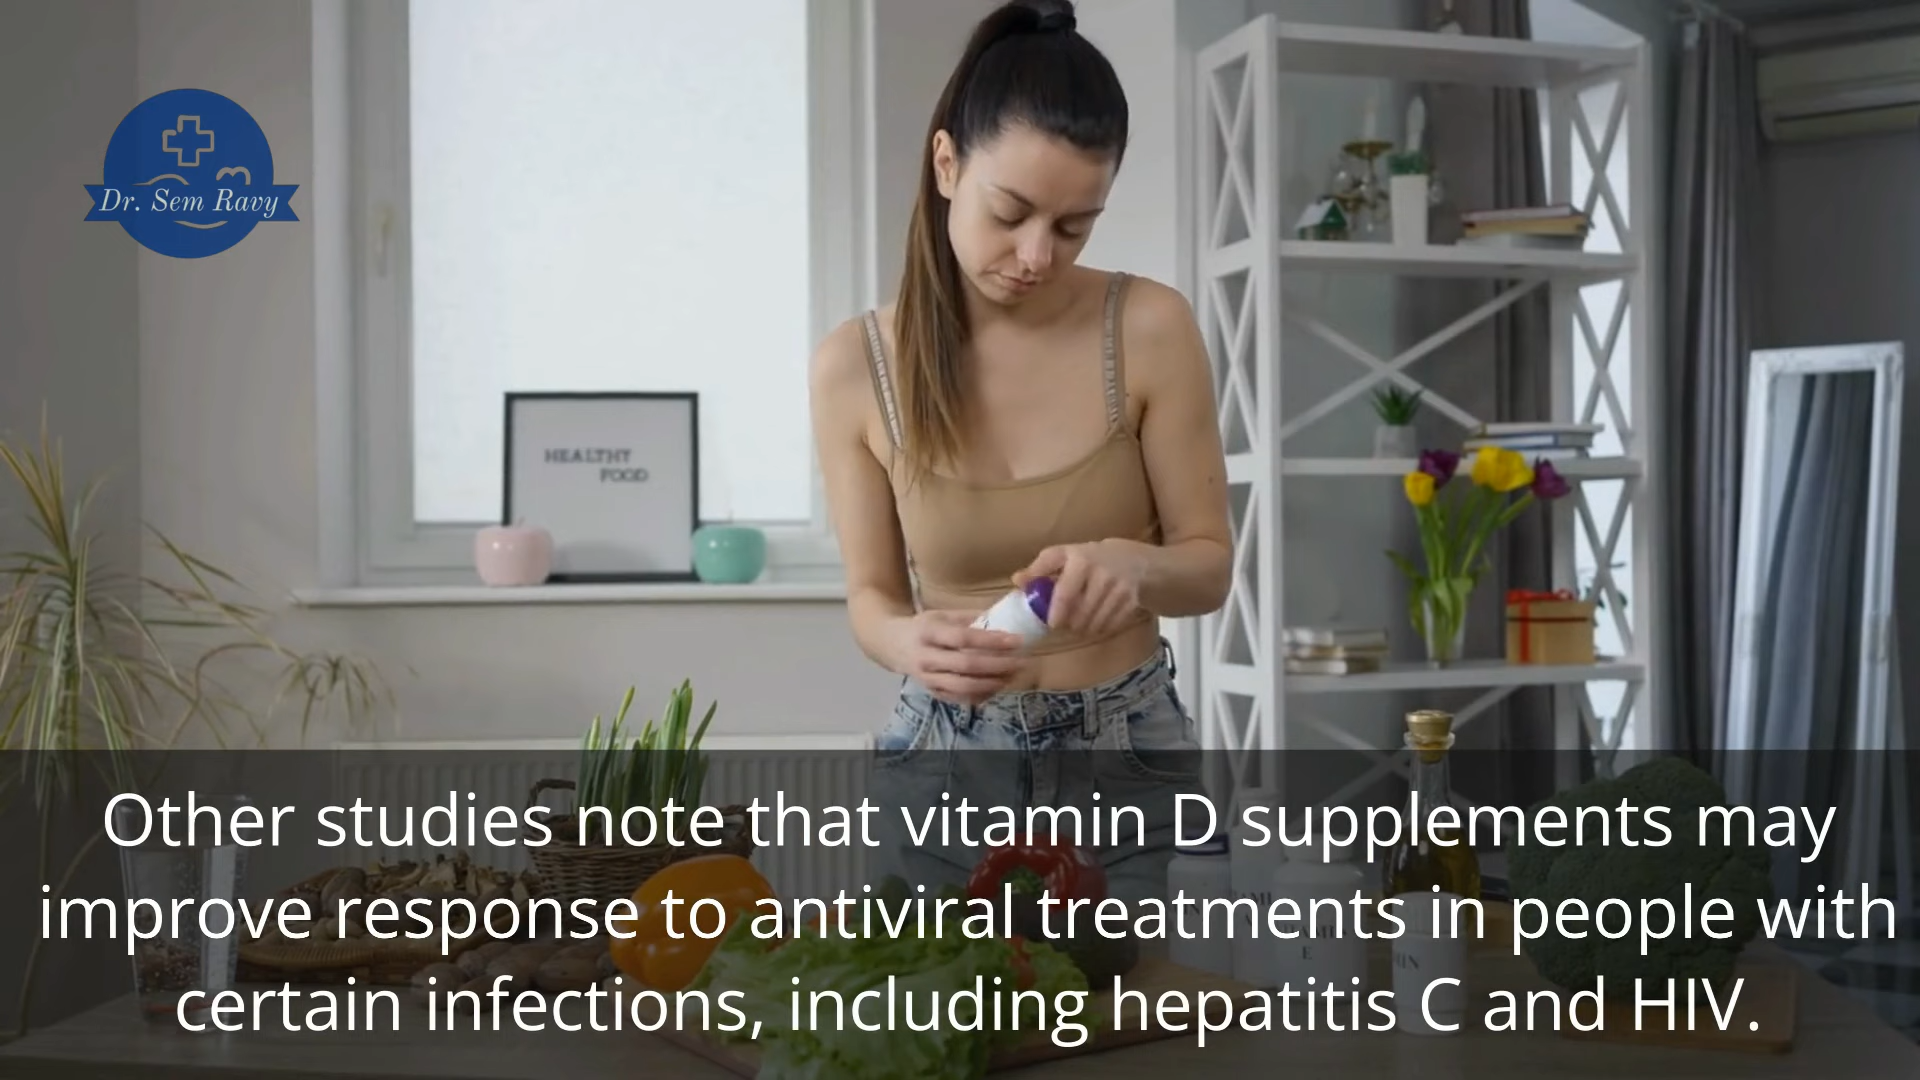 Dr. Sem Ravy
HEALTHY
FOOD
Other studies note that vitamin D supplements may
improve response to antiviral treatments in people with
certain infections, including hepatitis C and HIV.
E